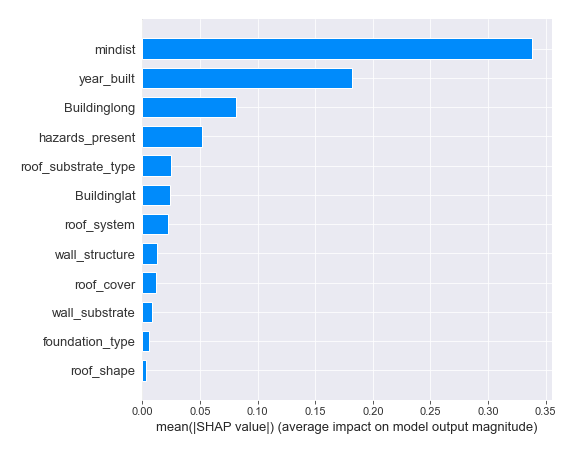 mindist
year_built
Buildinglong
hazards_present
roof_substrate_type
Buildinglat
roof_system
wall_structure
roof_cover
wall_substrate
foundation_type
roof_shape
0.00 0.05 0.10 0.15 0.20 0.25 0.30 0.35
mean(|SHAP value|) (average impact on model output magnitude)